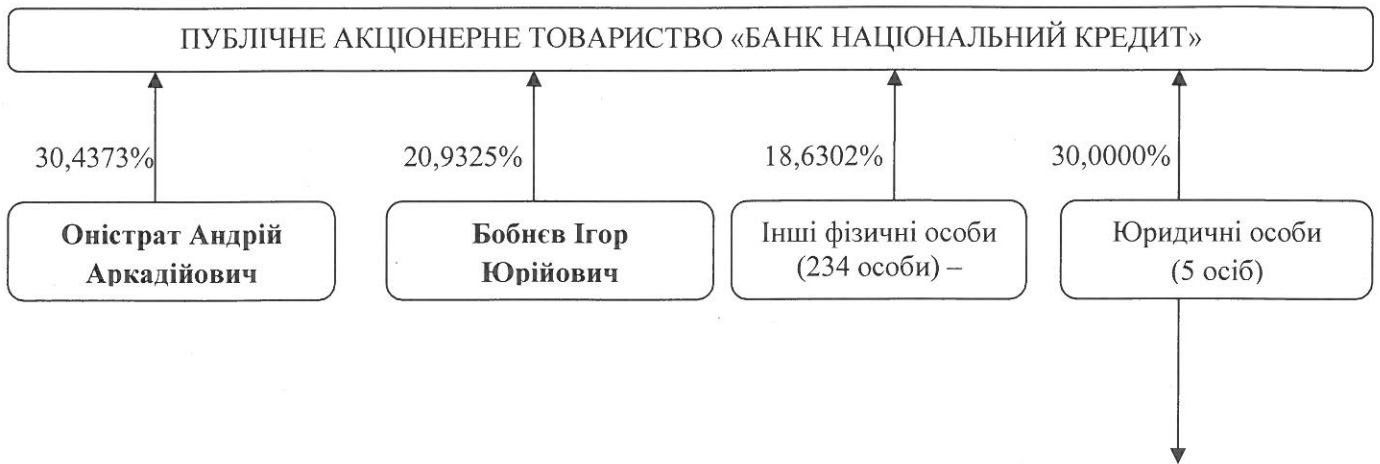 ПУБЛІЧНЕ АКЦІОНЕРНЕ ТОВАРИСТВО «БАНК НАЦІОНАЛЬНИЙ КРЕДИТ»
30,4373%
20,9325%
18,6302%
30,0000%
Оністрат Андрій
Аркадійович
Бобнєв Ігор
Юрійович
Інші фізичні особи
(234 особи) –
Юридичні особи
(5 осіб)